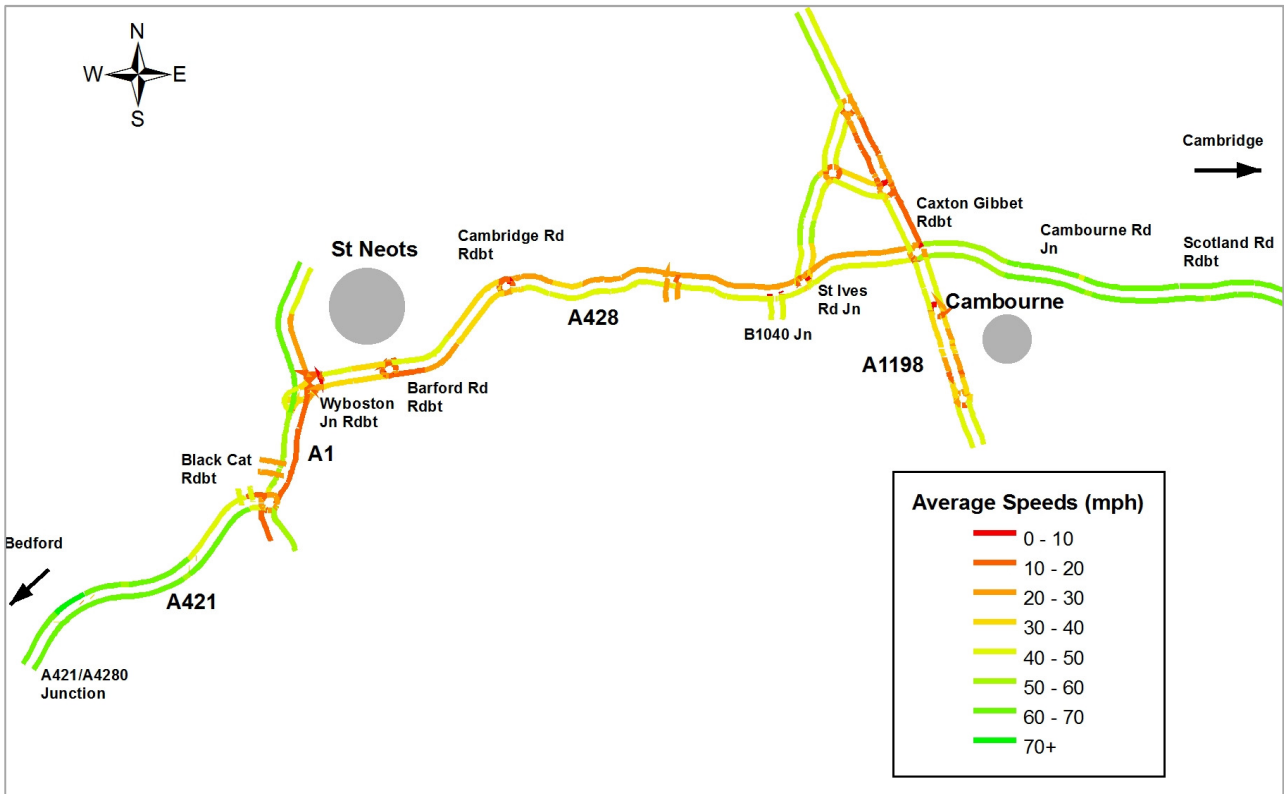 N
W
E
S
Cambridge
Caxton Gibbet
Rdbt
Cambourne Rd
Jn
Scotland Rd
Rdbt
St Neots
Cambridge Rd
Rdbt
A428
St Ives
Rd Jn
Cambourne
B1040 Jn
A1198
Barford Rd
Rdbt
Wyboston
Jn Rdbt
A1
Black Cat
Rdbt
Bedford
A421
A421/A4280
Junction
Average Speeds (mph)
0 - 10
10 - 20
20 - 30
30 - 40
40 - 50
50 - 60
60 - 70
70+